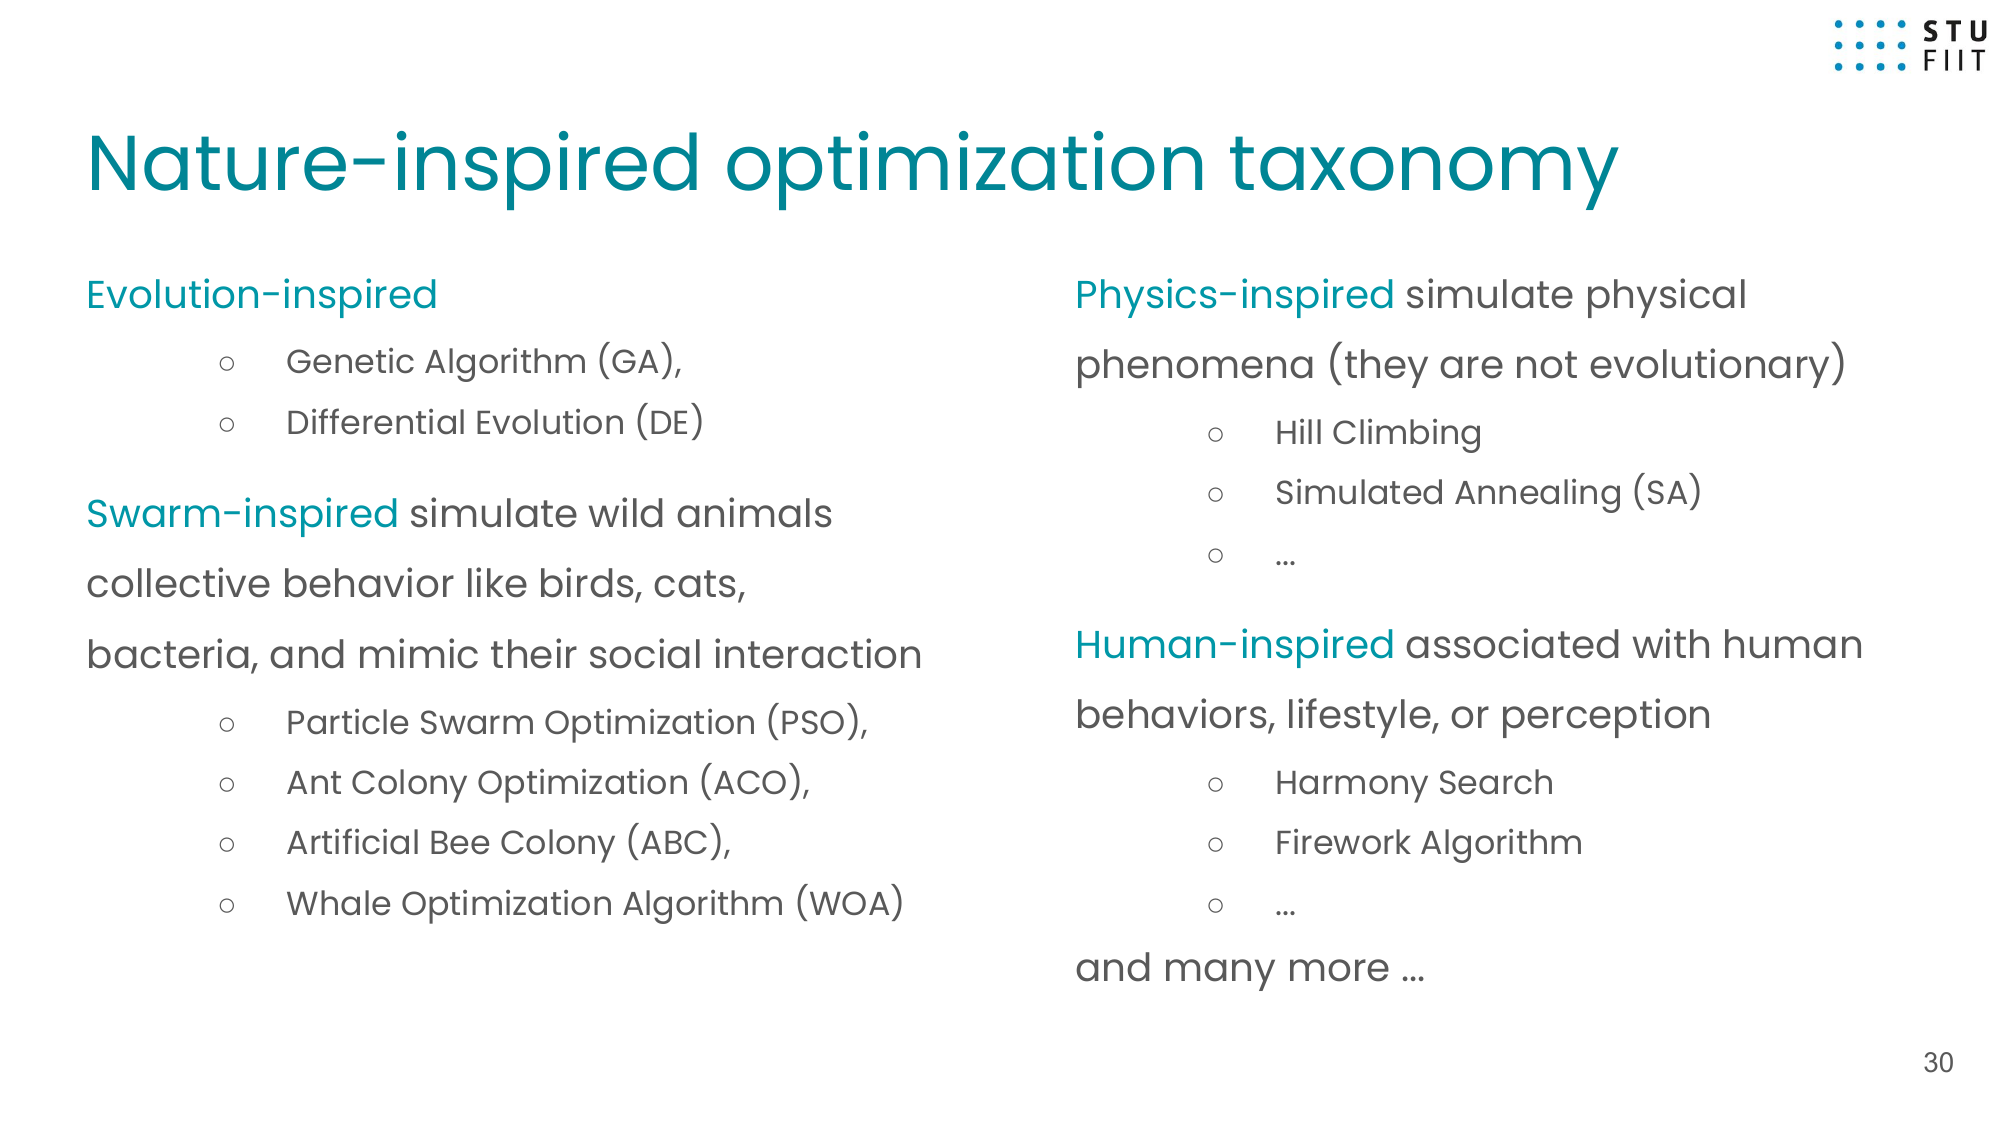 STU
FIIT
Nature-inspired optimization taxonomy
Evolution-inspired
○ Genetic Algorithm (GA),
○ Differential Evolution (DE)
Swarm-inspired simulate wild animals
collective behavior like birds, cats,
bacteria, and mimic their social interaction
○ Particle Swarm Optimization (PSO),
○ Ant Colony Optimization (ACO),
○ Artificial Bee Colony (ABC),
○ Whale Optimization Algorithm (WOA)
Physics-inspired simulate physical
phenomena (they are not evolutionary)
○ Hill Climbing
○ Simulated Annealing (SA)
○ ...
Human-inspired associated with human
behaviors, lifestyle, or perception
○ Harmony Search
○ Firework Algorithm
○ ...
and many more ...
30